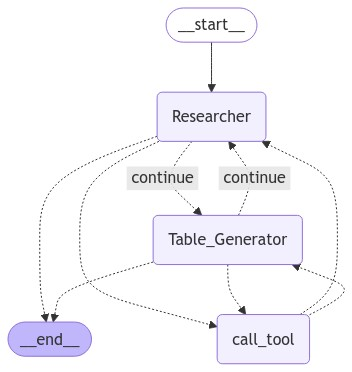 __start__
Researcher
continue
continue
Table_Generator
call_tool
__end__